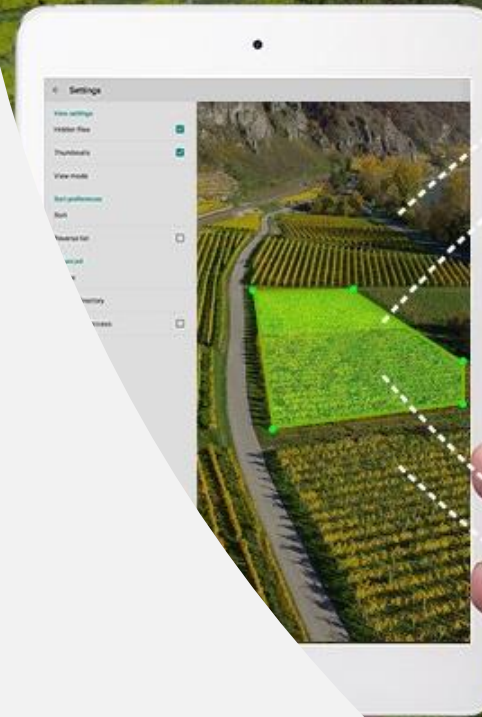 Settings
View settings
Hidden files
Thumbnails
View mode
Sort preferences
Sort
Reverse list